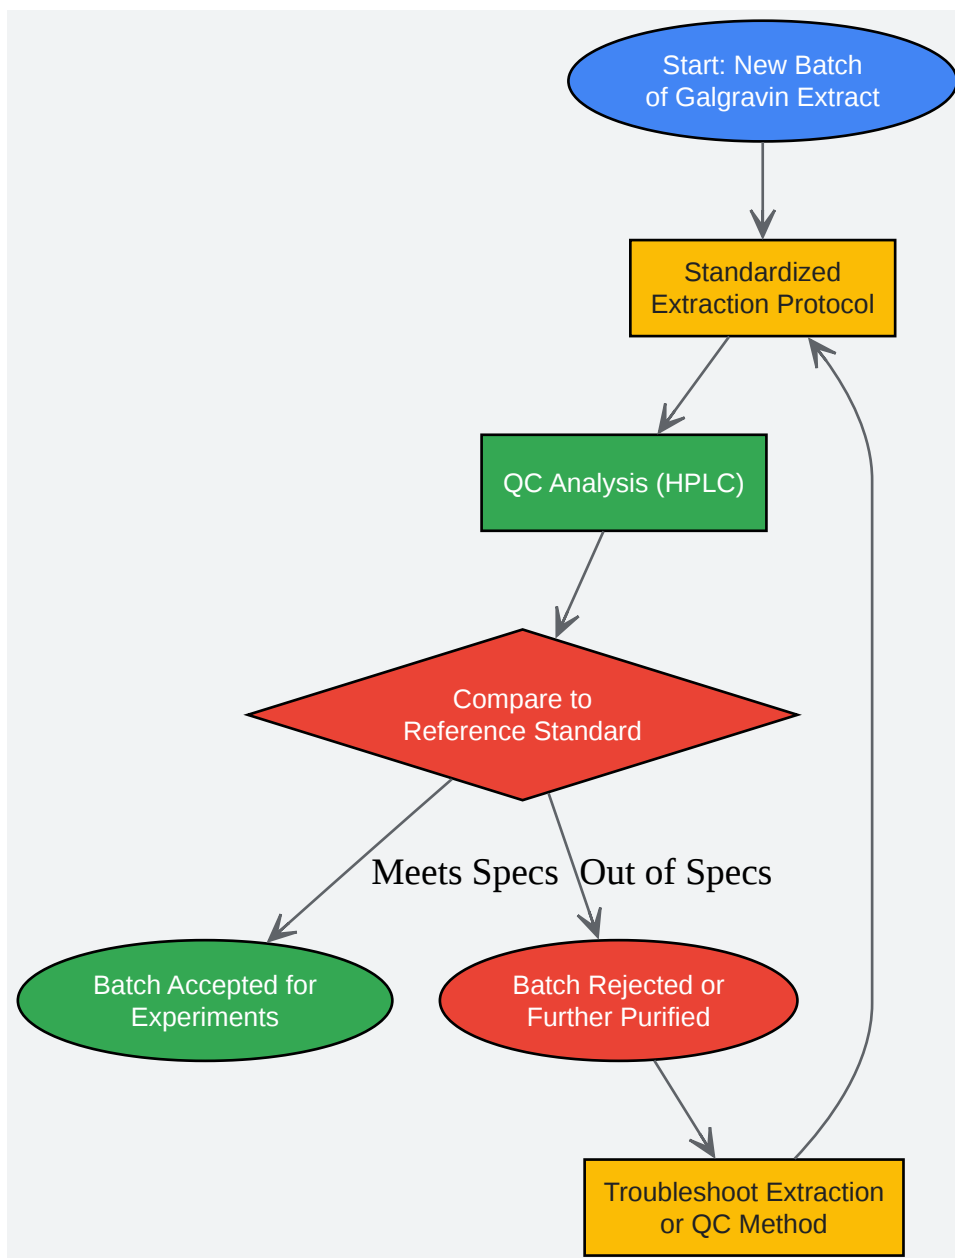 Start: New Batch
of Galgravin Extract
Standardized
Extraction Protocol
QC Analysis (HPLC)
Compare to
Reference Standard
Meets Specs
Out of Specs
Batch Accepted for
Experiments
Batch Rejected or
Further Purified
Troubleshoot Extraction
or QC Method